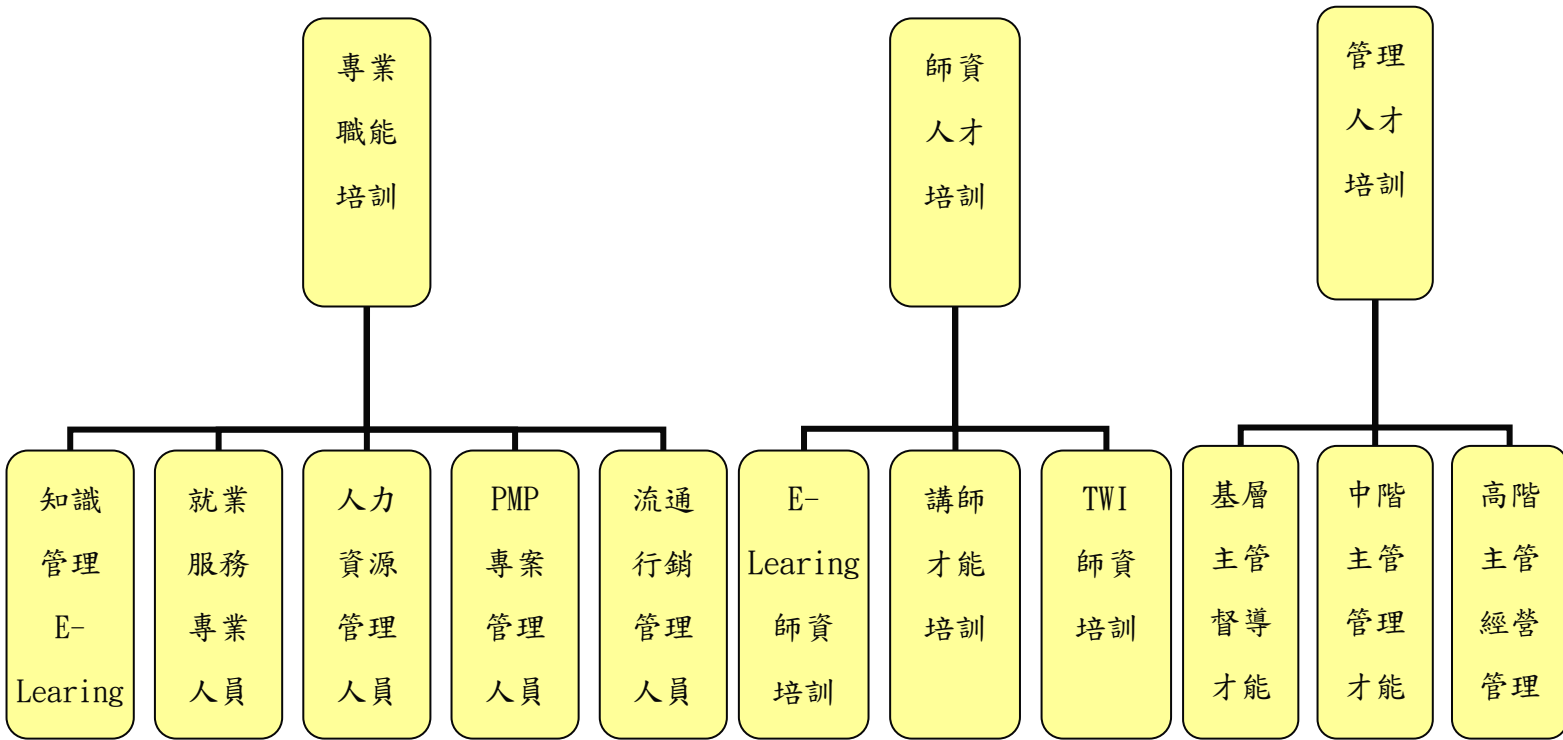 專業
職能
培訓
師資
人才
培訓
管理
人才
培訓
知識
管理
E-
Learing
就業
服務
專業
人員
人力
資源
管理
人員
PMP
專案
管理
人員
流通
行銷
管理
人員
E-
Learing
師資
培訓
講師
才能
培訓
TWI
師資
培訓
基層
主管
督導
才能
中階
主管
管理
才能
高階
主管
經營
管理